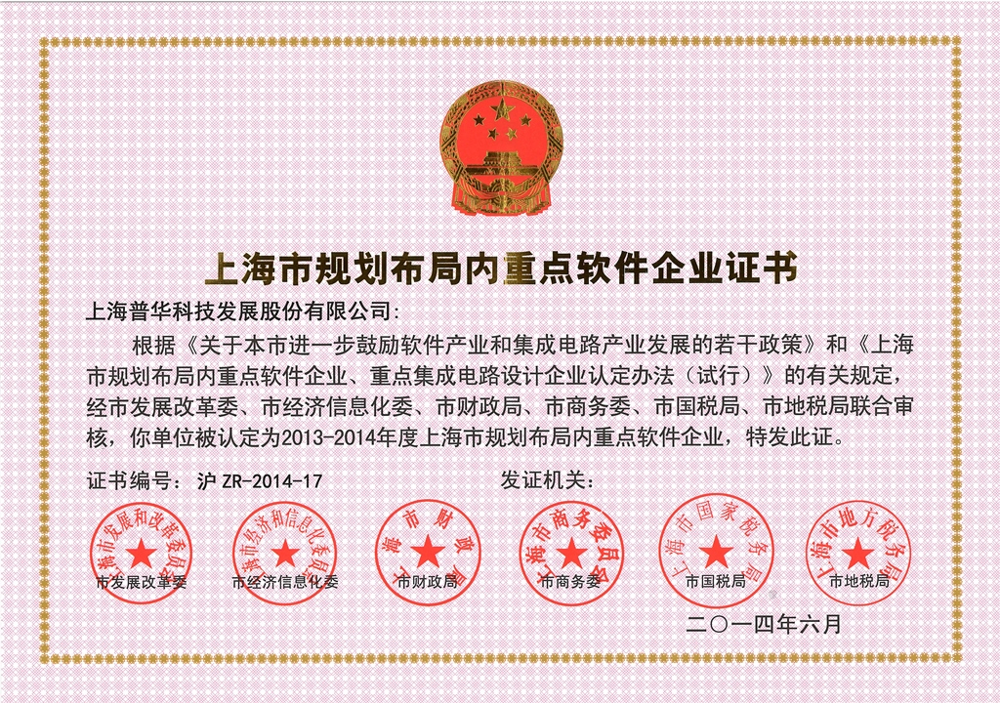 上海市规划布局内重点软件企业证书
上海普华科技发展股份有限公司:
根据《关于本市进一步鼓励软件产业和集成电路产业发展的若干政策》和《上海
市规划布局内重点软件企业、重点集成电路设计企业认定办法（试行）》的有关规定，
经市发展改革委、市经济信息化委、市财政局、市商务委、市国税局、市地税局联合审
核，你单位被认定为2013-2014年度上海市规划布局内重点软件企业，特发此证。
证书编号：沪 ZR-2014-17
发证机关：
上海市发展和改革委员会
上海市经济和信息化委员会
上海市财政局
上海市商务委员会
上海市国家税务局
上海市地方税务局
市发展改革委
市经济信息化委
市财政局
市商务委
市国税局
市地税局
二〇一四年六月